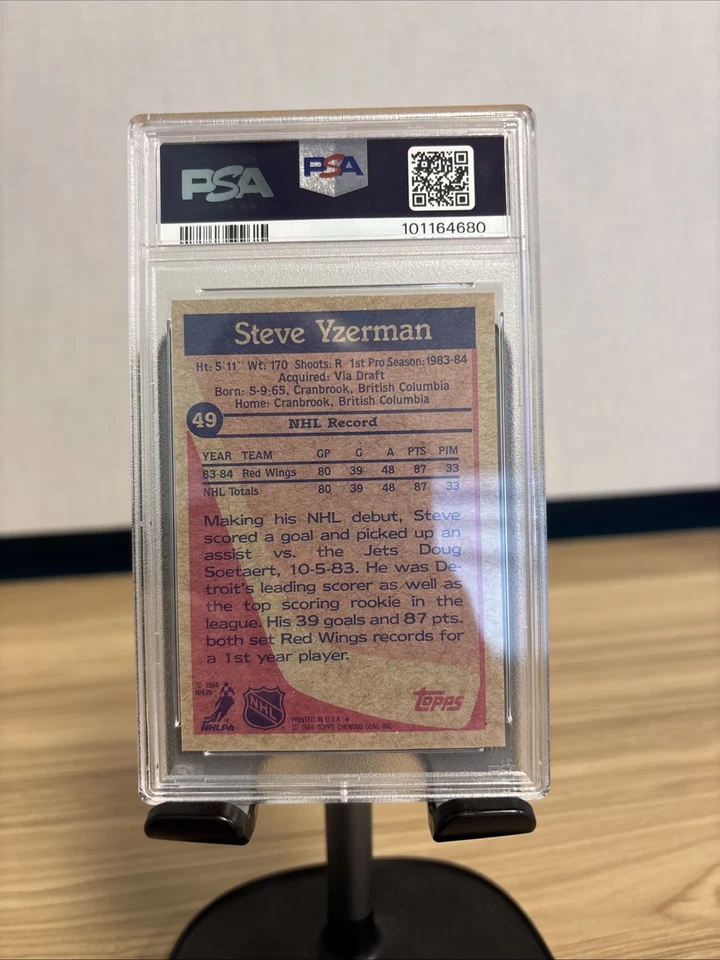 PSA PSA
101164680
Steve Yzerman
Ht: 5'11" Wt: 170 Shoots: R 1st Pro Season: 1983-84
Acquired: Via Draft
Born: 5-9-65, Cranbrook, British Columbia
Home: Cranbrook, British Columbia
49 NHL Record
YEAR TEAM GP G A PTS PIM
83-84 Red Wings 80 39 48 87 33
NHL Totals 80 39 48 87 33
Making his NHL debut, Steve
scored a goal and picked up an
assist vs. the Jets Doug
Soetaert, 10-5-83. He was De-
troit's leading scorer as well as
the top scoring rookie in the
league. His 39 goals and 87 pts.
both set Red Wings records for
a 1st year player.
© 1984
NHLPA
NHLPA
NHL
topps
PRINTED IN U.S.A.
© 1984 TOPPS CHEWING GUM, INC.